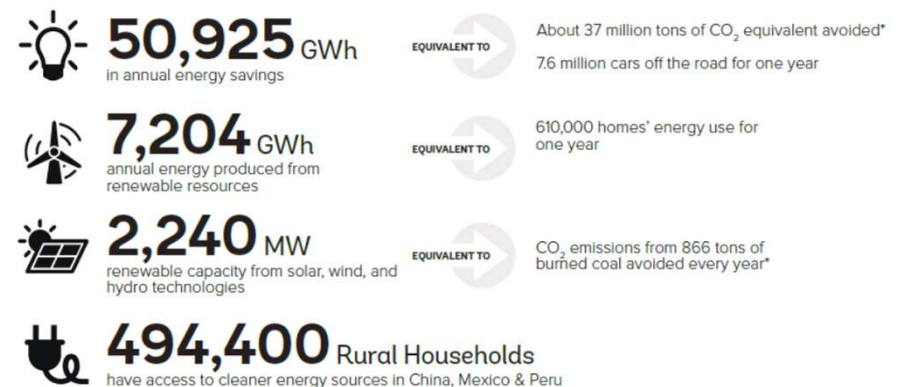 50,925 GWh
in annual energy savings
EQUIVALENT TO
About 37 million tons of CO2 equivalent avoided*
7.6 million cars off the road for one year
7,204 GWh
annual energy produced from
renewable resources
EQUIVALENT TO
610,000 homes' energy use for
one year
2,240 MW
renewable capacity from solar, wind, and
hydro technologies
EQUIVALENT TO
CO2 emissions from 866 tons of
burned coal avoided every year*
494,400 Rural Households
have access to cleaner energy sources in China, Mexico & Peru